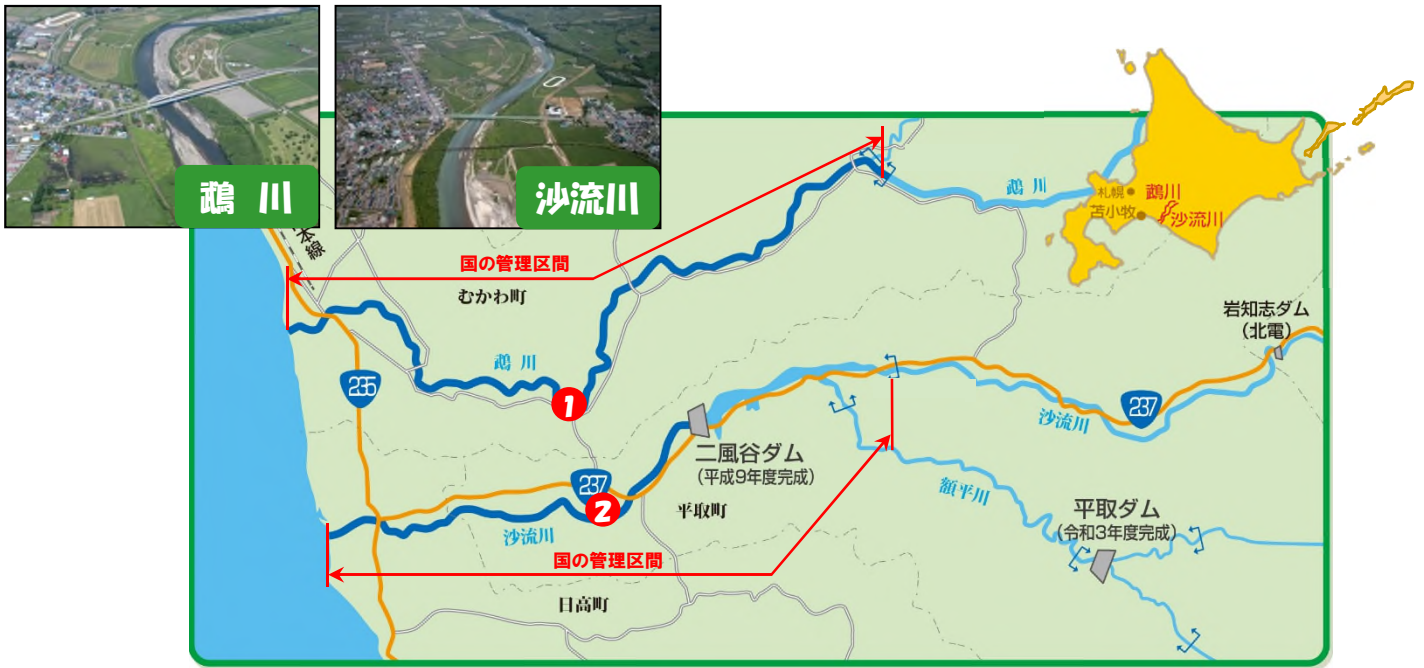 鵡川
沙流川
本線
国の管理区間
むかわ町
鵡川
鵡川
札幌
鵡川
苫小牧
沙流川
岩知志ダム
(北電)
235
1
237
沙流川
二風谷ダム
(平成9年度完成)
237
2
平取町
額平川
平取ダム
(令和3年度完成)
沙流川
国の管理区間
日高町